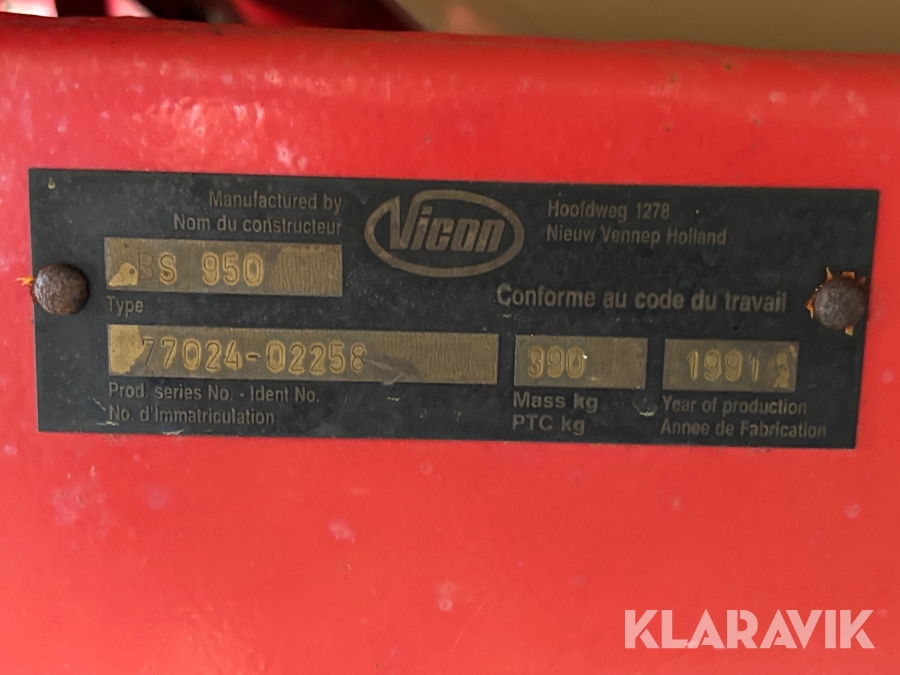 Manufactured by
Nom du constructeur
Vicon
Hoofdweg 1278
Nieuw Vennep Holland
950
Type
Conforme au code du travail
77024-02258
390
1991
Prod. series No. - Ident No.
No. d'Immatriculation
Mass kg
PTC kg
Year of production
Annee de Fabrication
KLARAVIK